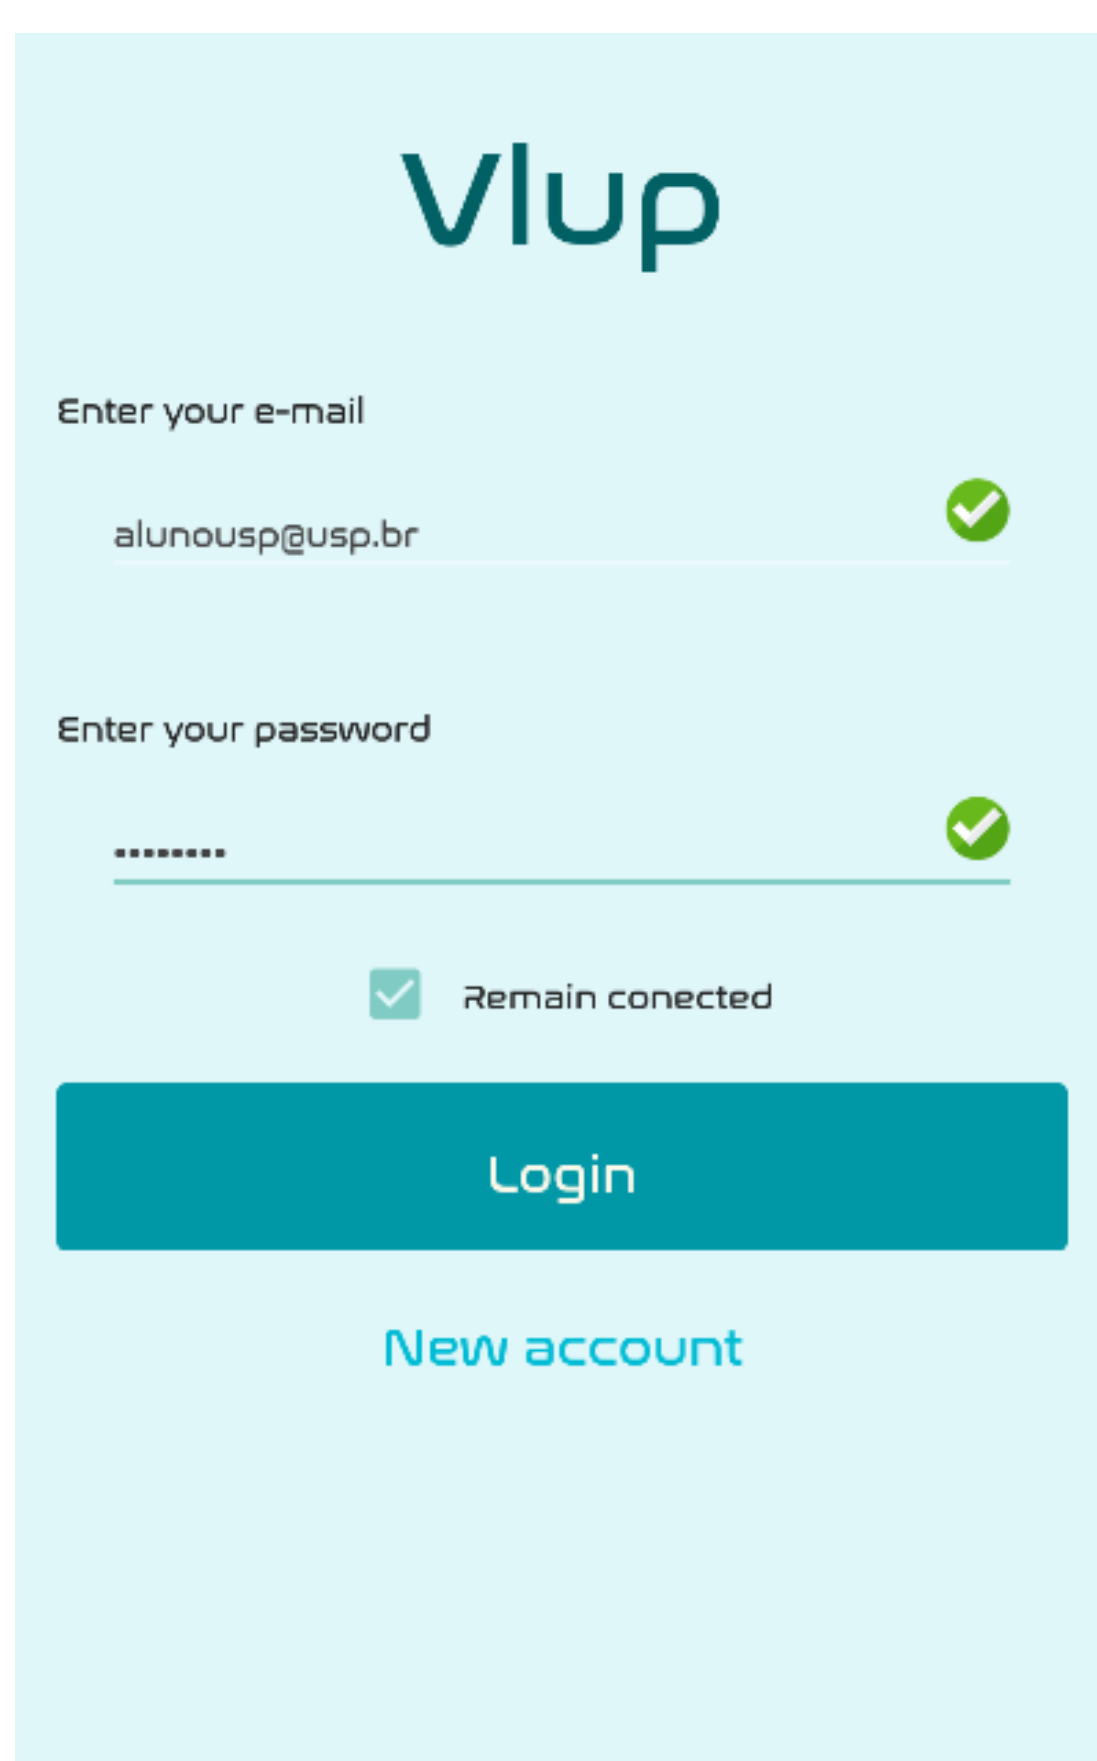 Vlup
Enter your e-mail
alunousp@usp.br
Enter your password
••••••••
Remain conected
Login
New account